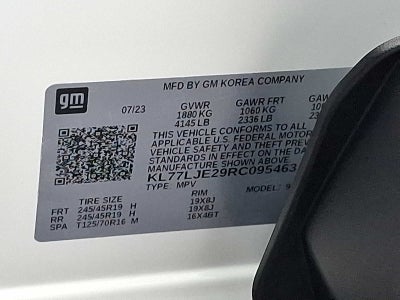 gm
MFD BY GM KOREA COMPANY
07/23 GVWR GAWR FRT GAW
1880 KG 1060 KG 10
4145 LB 2336 LB
THIS VEHICLE CONFORMS TO ALL
APPLICABLE U.S. FEDERAL MOTOR
VEHICLE SAFETY AND THEFT PREV
STANDARDS IN EFFECT ON THE D
MANUFACTURE SHOWN ABOVE
KL77LJE29RC095463
TYPE: MPV MODEL: 9
TIRE SIZE RIM
FRT 245/45R19 H 19X8J
RR 245/45R19 H 19X8J
SPA T125/70R16 M 16X4BT